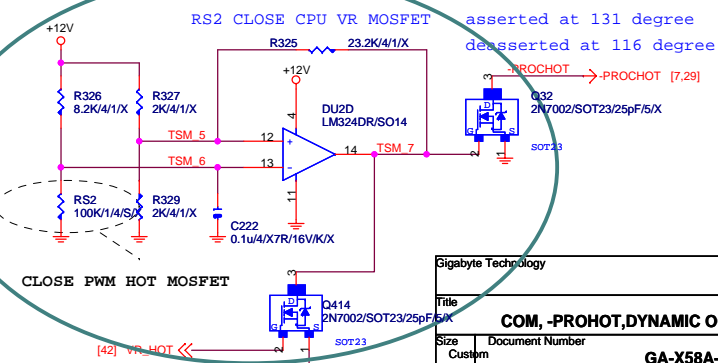 RS2 CLOSE CPU VR MOSFET
asserted at 131 degree
deasserted at 116 degree
+12V
R325
23.2K/4/1/X
+12V
-PROCHOT
-PROCHOT [7,29]
3
R326
8.2K/4/1/X
R327
2K/4/1/X
DU2D
LM324DR/SO14
4
Q32
2N7002/SOT23/25pF/5/X
D
G
S
TSM_5
12
+
TSM_6
13
-
14
TSM_7
2
1
SOT23
11
RS2
100K/1/4/S/X
R329
2K/4/1/X
C222
0.1u/4/X7R/16V/K/X
CLOSE PWM HOT MOSFET
3
Q414
2N7002/SOT23/25pF/5/X
D
G
S
SOT23
2
1
[42] VR_HOT
Gigabyte Technology
Title
COM, -PROHOT,DYNAMIC O
Size
Custom
Document Number
GA-X58A-